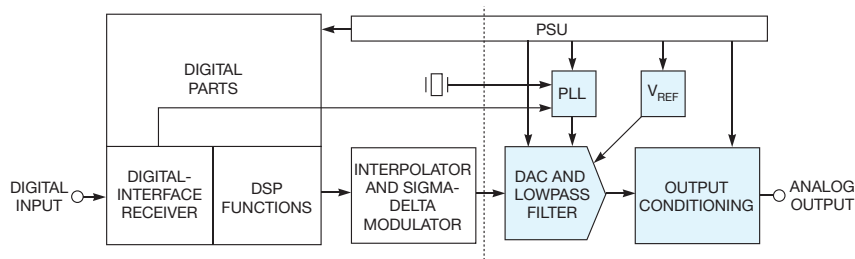 PSU
DIGITAL
PARTS
PLL
VREF
DIGITAL
INPUT
DIGITAL-
INTERFACE
RECEIVER
DSP
FUNCTIONS
INTERPOLATOR
AND SIGMA-
DELTA
MODULATOR
DAC AND
LOWPASS
FILTER
OUTPUT
CONDITIONING
ANALOG
OUTPUT